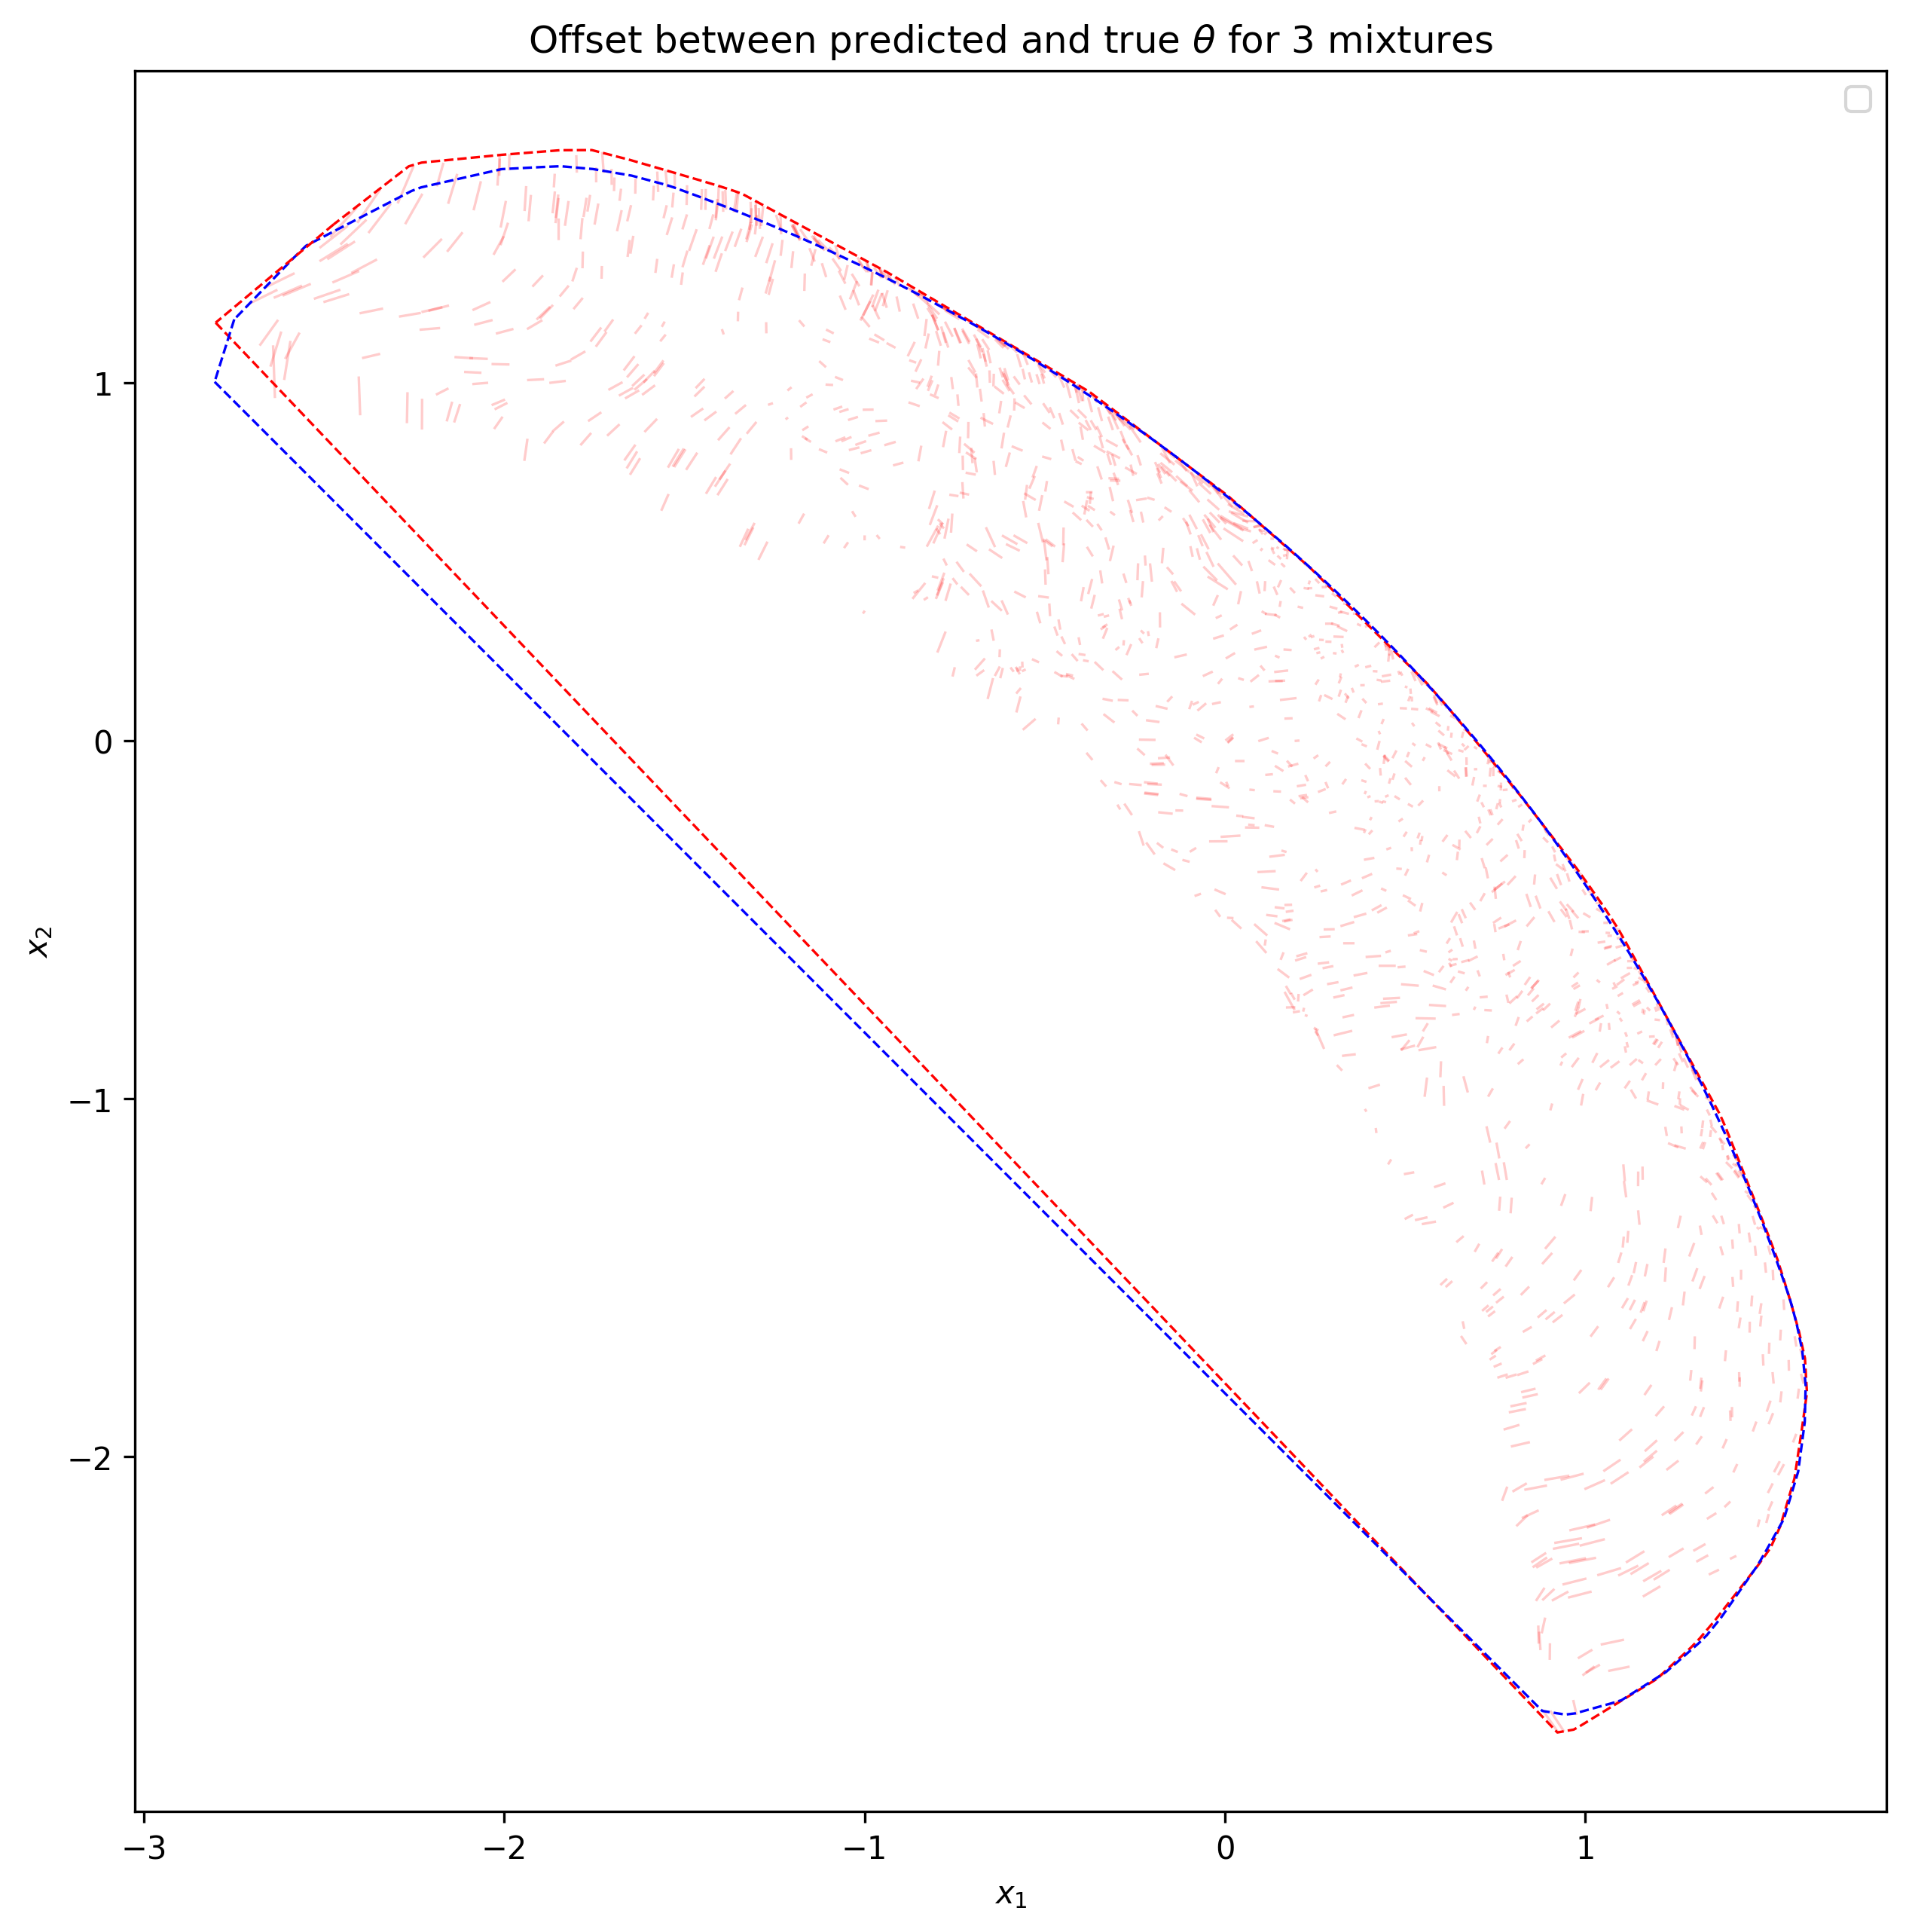 Offset between predicted and true θ for 3 mixtures
x₂
1
0
−1
−2
−3 −2 −1 0 1
x₁